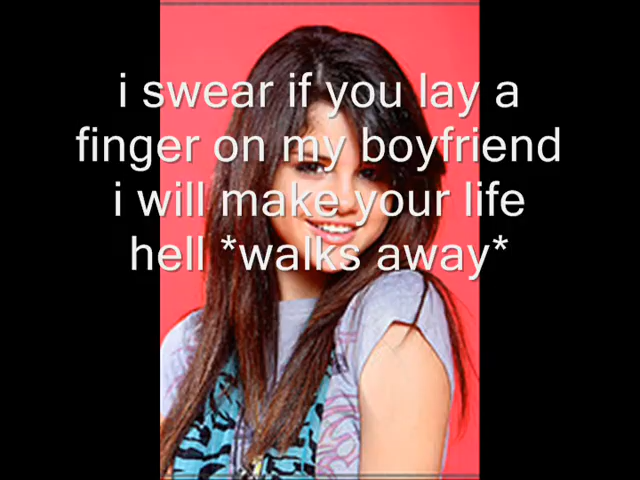 i swear if you lay a
finger on my boyfriend
i will make your life
hell *walks away*